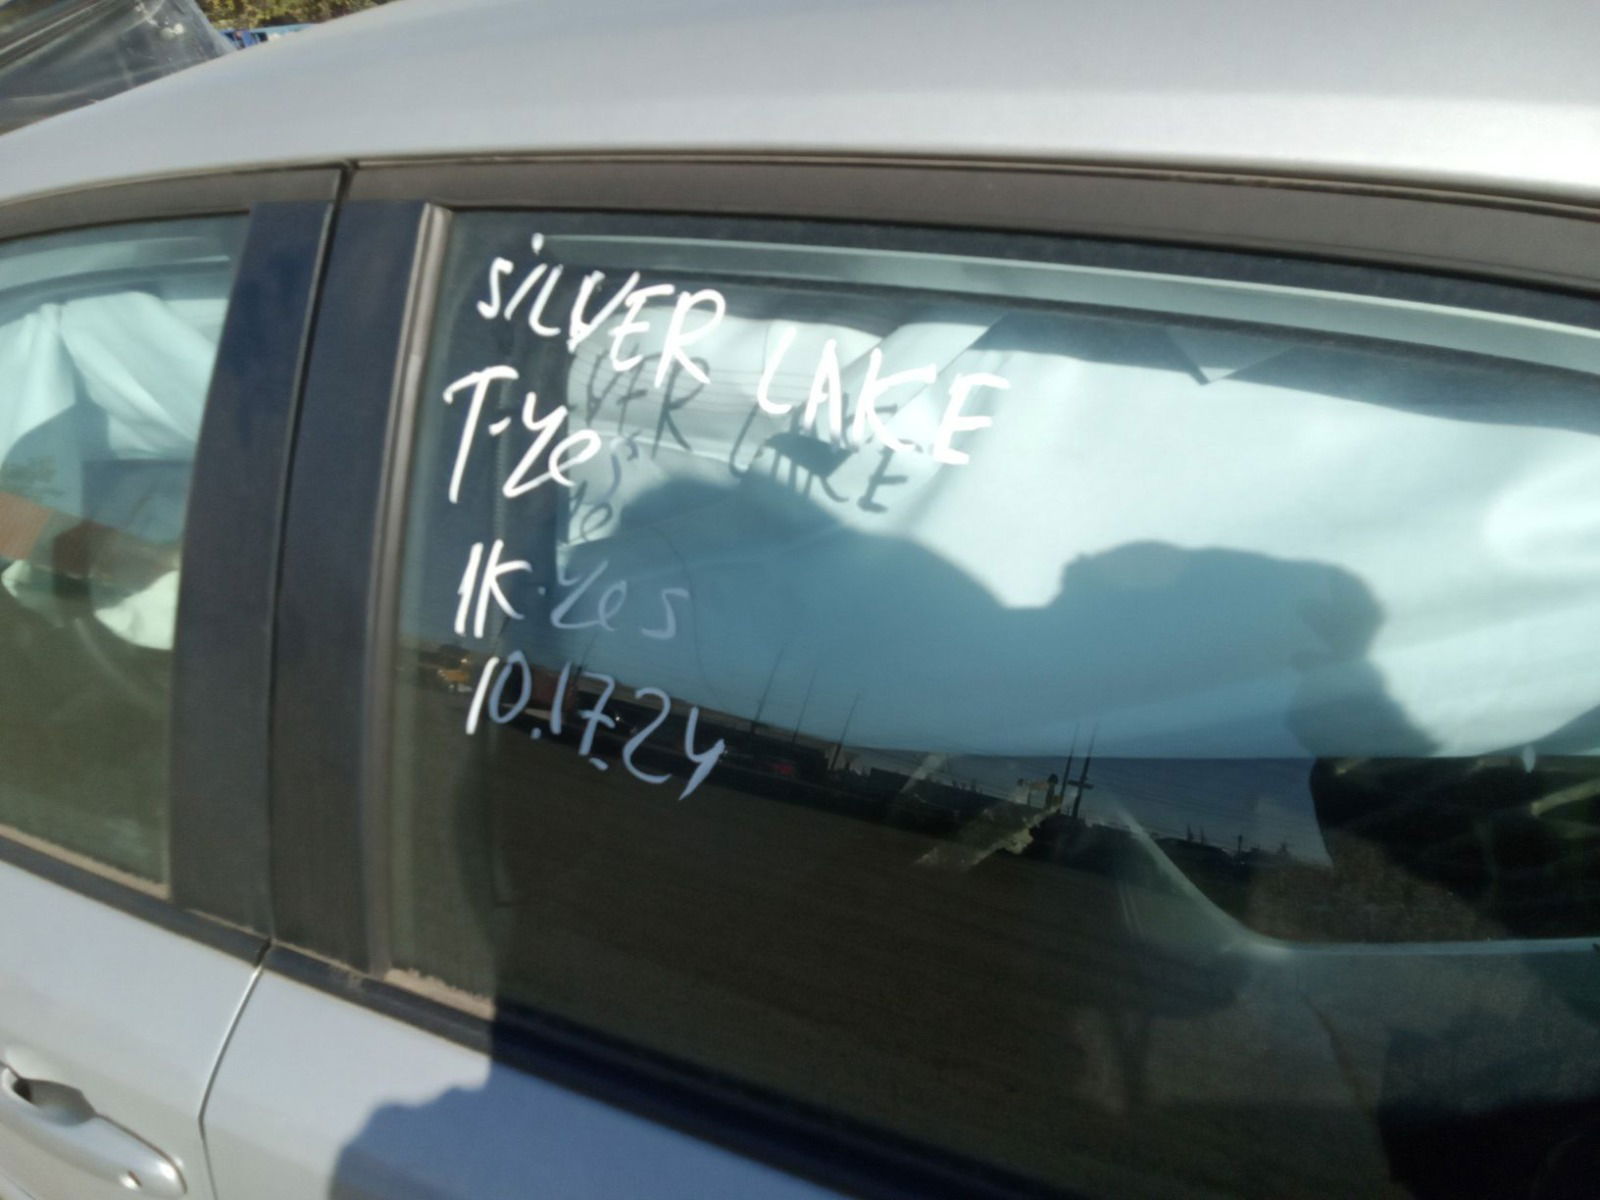 SiLVER LAKE
T-Yes
1K-Yes
10.17.24